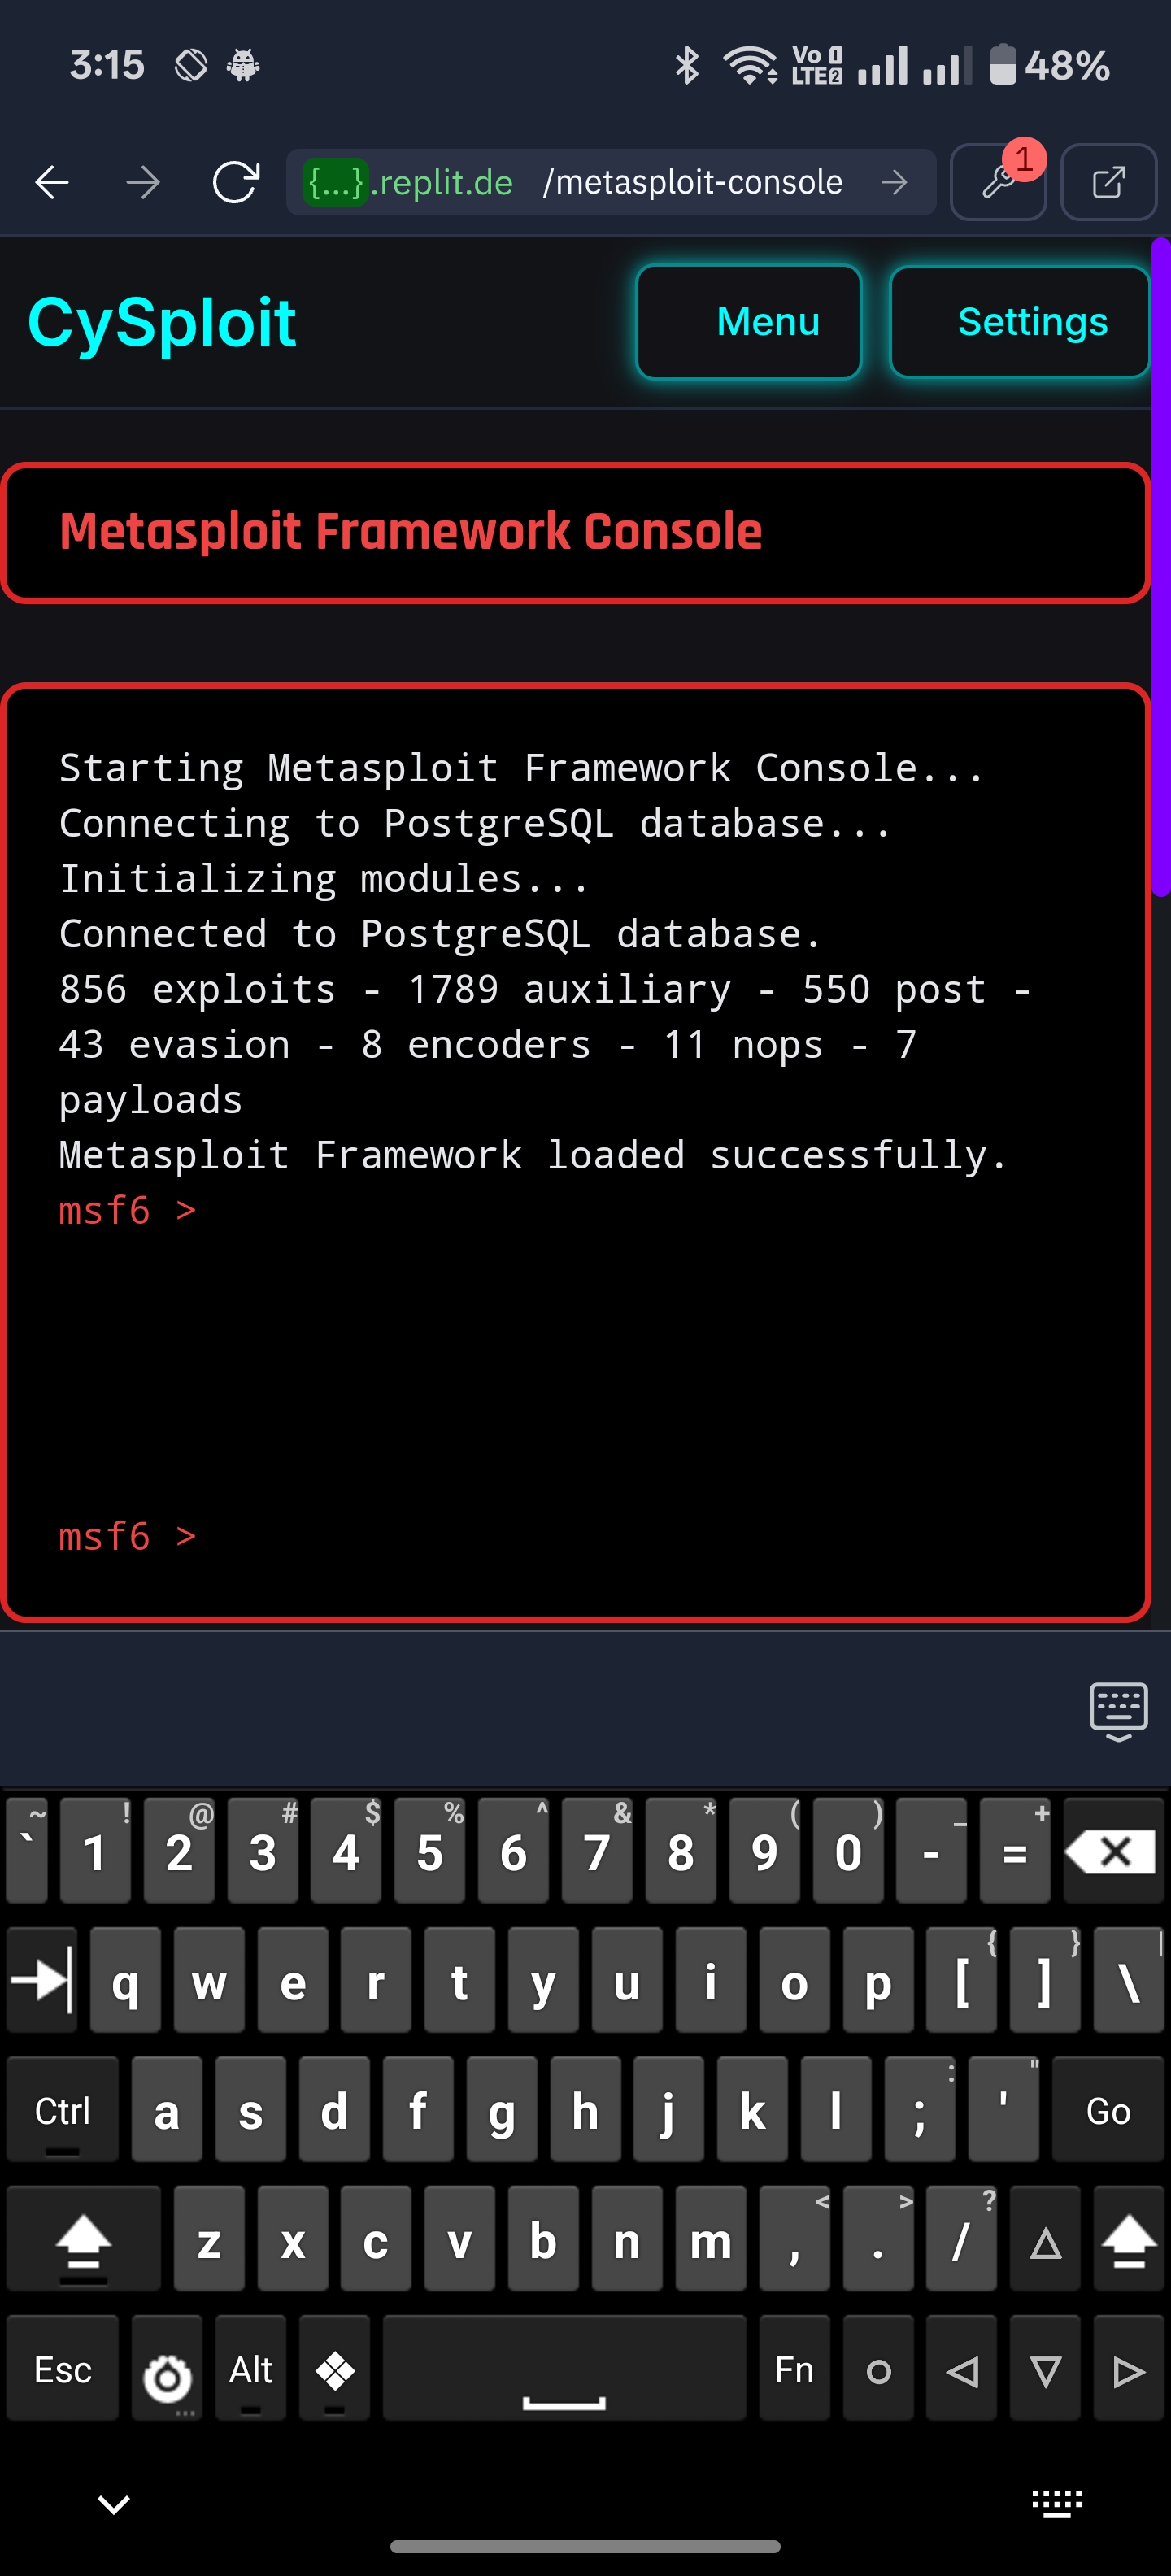 3:15 Vo 1 LTE2 48%
{...}.replit.de /metasploit-console → 1
CySploit Menu Settings
Metasploit Framework Console
Starting Metasploit Framework Console...
Connecting to PostgreSQL database...
Initializing modules...
Connected to PostgreSQL database.
856 exploits - 1789 auxiliary - 550 post -
43 evasion - 8 encoders - 11 nops - 7
payloads
Metasploit Framework loaded successfully.
msf6 >
msf6 >
~ ! @ # $ % ^ & * ( ) _ +
` 1 2 3 4 5 6 7 8 9 0 - =
{ } |
q w e r t y u i o p [ ] \
: "
Ctrl a s d f g h j k l ; ' Go
< > ?
z x c v b n m , . /
Esc Alt Fn